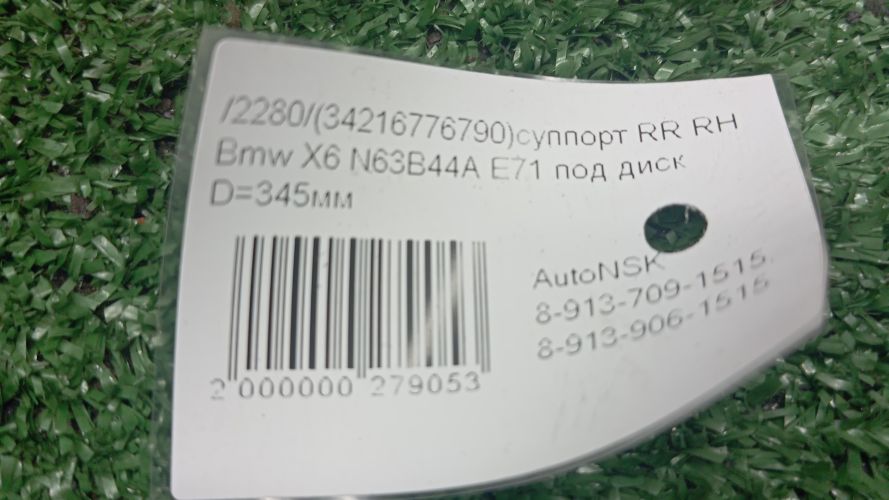 /2280/(34216776790)суппорт RR RH
Bmw X6 N63B44A E71 под диск
D=345мм
AutoNSK
8-913-709-1515.
8-913-906-1515
2 000000 279053